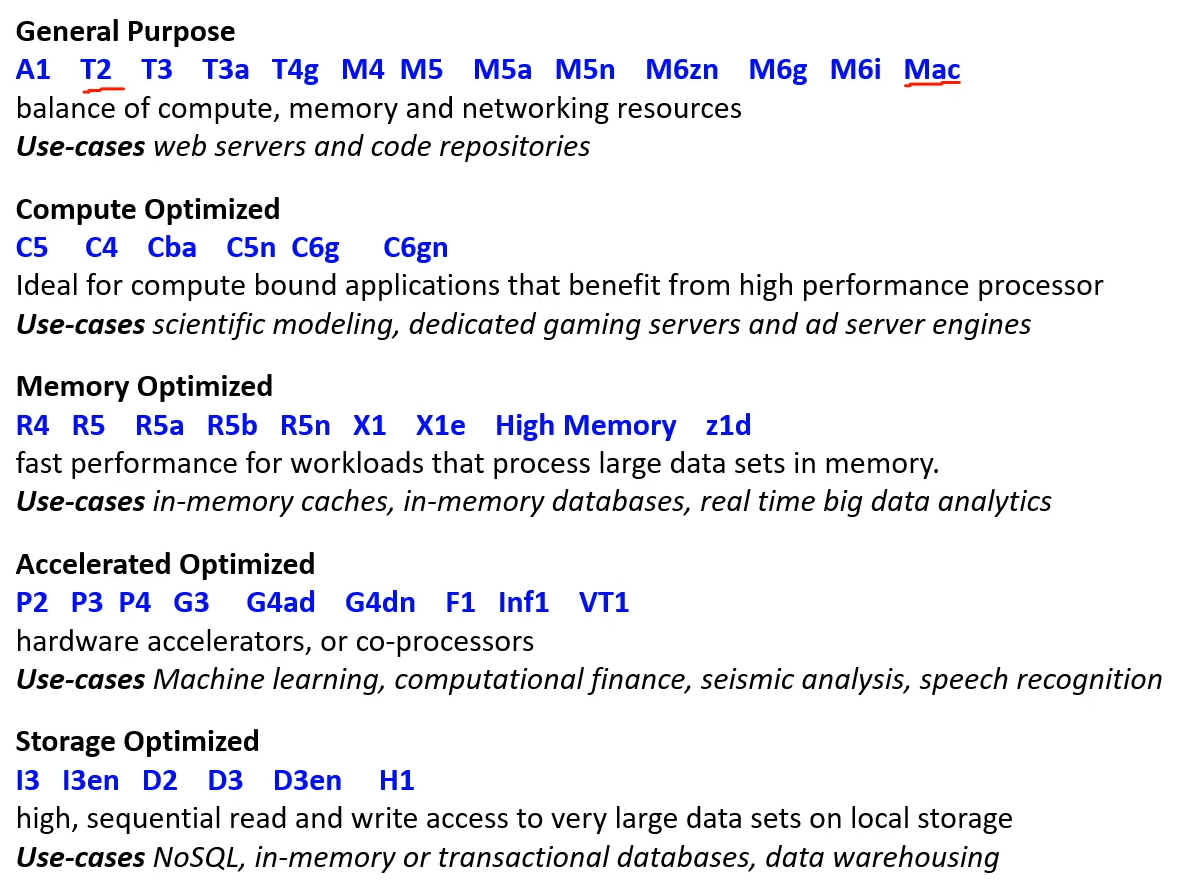 General Purpose
A1 T2 T3 T3a T4g M4 M5 M5a M5n M6zn M6g M6i Mac
balance of compute, memory and networking resources
Use-cases web servers and code repositories
Compute Optimized
C5 C4 Cba C5n C6g C6gn
Ideal for compute bound applications that benefit from high performance processor
Use-cases scientific modeling, dedicated gaming servers and ad server engines
Memory Optimized
R4 R5 R5a R5b R5n X1 X1e High Memory z1d
fast performance for workloads that process large data sets in memory.
Use-cases in-memory caches, in-memory databases, real time big data analytics
Accelerated Optimized
P2 P3 P4 G3 G4ad G4dn F1 Inf1 VT1
hardware accelerators, or co-processors
Use-cases Machine learning, computational finance, seismic analysis, speech recognition
Storage Optimized
I3 I3en D2 D3 D3en H1
high, sequential read and write access to very large data sets on local storage
Use-cases NoSQL, in-memory or transactional databases, data warehousing